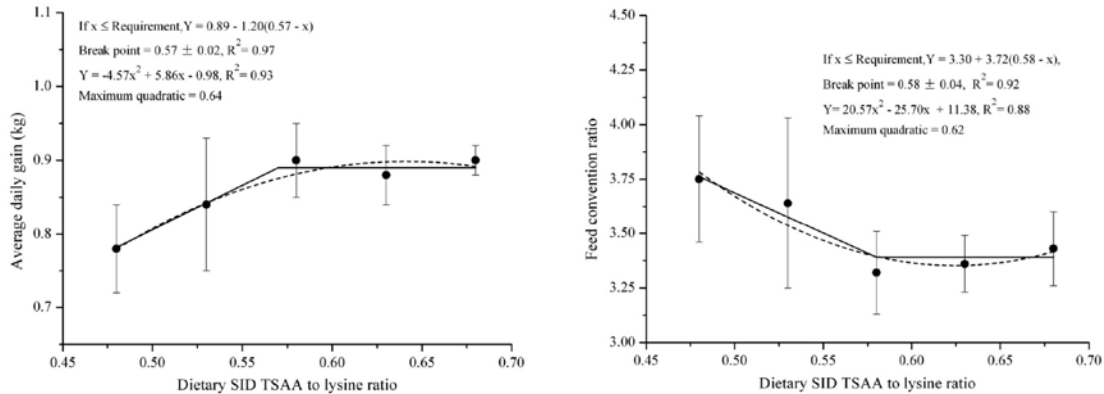 1.1
1.0
0.9
0.8
0.7
Average daily gain (kg)
If x ≤ Requirement,Y = 0.89 - 1.20(0.57 - x)
Break point = 0.57 ± 0.02, R²= 0.97
Y = -4.57x² + 5.86x - 0.98, R²= 0.93
Maximum quadratic = 0.64
0.45 0.50 0.55 0.60 0.65 0.70
Dietary SID TSAA to lysine ratio
4.50
4.25
4.00
3.75
3.50
3.25
3.00
Feed convention ratio
If x ≤ Requirement,Y = 3.30 + 3.72(0.58 - x),
Break point = 0.58 ± 0.04, R²= 0.92
Y= 20.57x² - 25.70x + 11.38, R²= 0.88
Maximum quadratic = 0.62
0.45 0.50 0.55 0.60 0.65 0.70
Dietary SID TSAA to lysine ratio